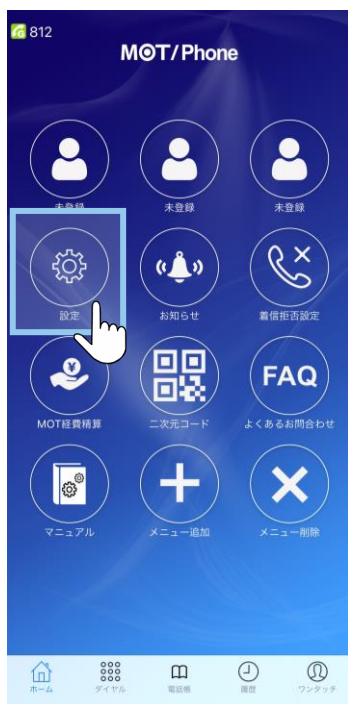 812
MOT/Phone
未登録 未登録 未登録
設定 お知らせ 着信拒否設定
¥ FAQ
MOT経費精算 二次元コード よくあるお問合わせ
マニュアル メニュー追加 メニュー削除
ホーム ダイヤル 電話帳 履歴 ワンタッチ